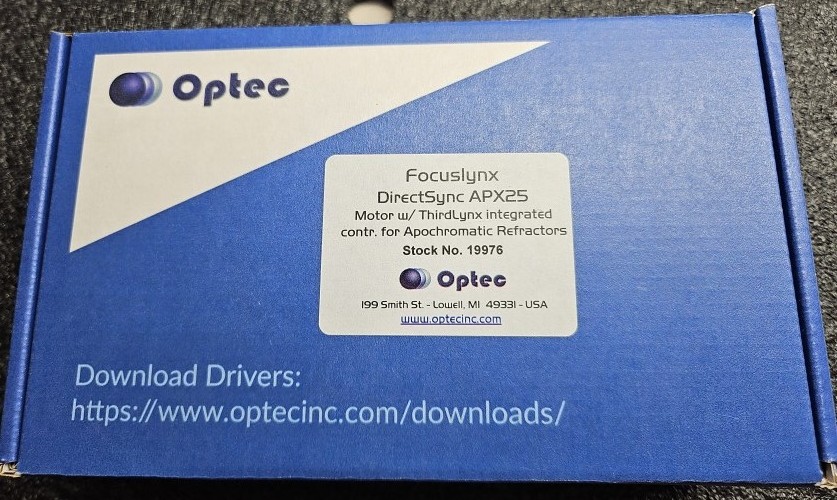 Optec
Focuslynx
DirectSync APX25
Motor w/ ThirdLynx integrated
contr. for Apochromatic Refractors
Stock No. 19976
Optec
199 Smith St. - Lowell, MI 49331 - USA
www.optecinc.com
Download Drivers:
https://www.optecinc.com/downloads/